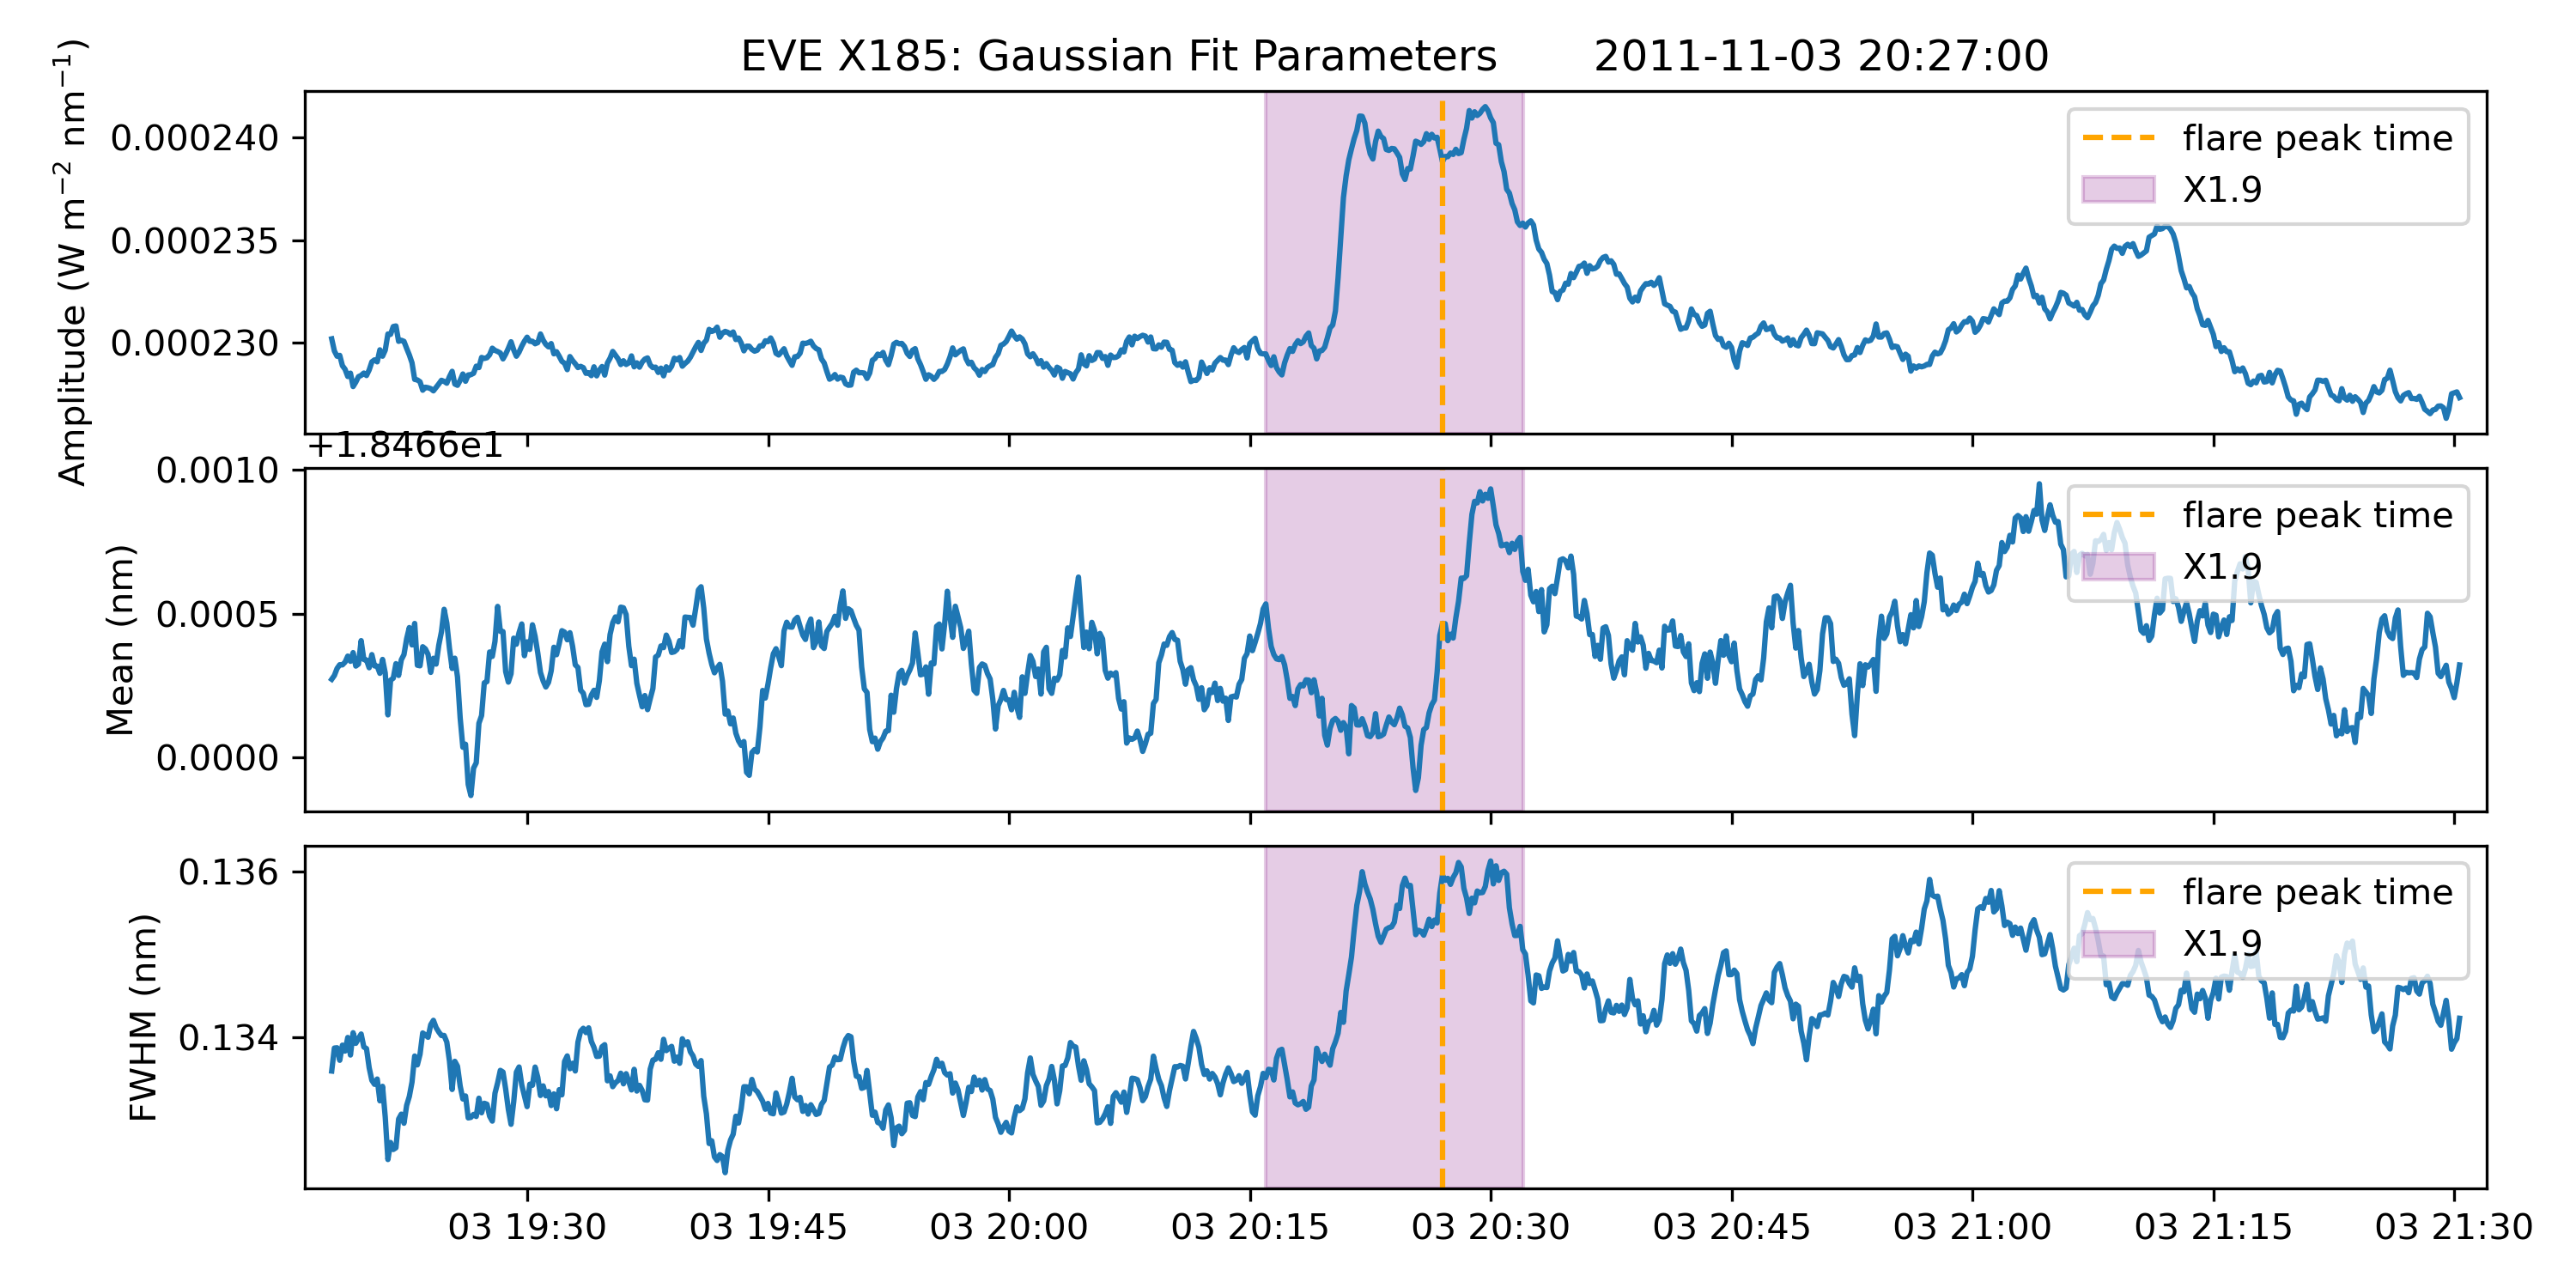 EVE X185: Gaussian Fit Parameters 2011-11-03 20:27:00
Amplitude (W m⁻² nm⁻¹)
0.000240
0.000235
0.000230
flare peak time
X1.9
+1.8466e1
Mean (nm)
0.0010
0.0005
0.0000
flare peak time
X1.9
FWHM (nm)
0.136
0.134
flare peak time
X1.9
03 19:30 03 19:45 03 20:00 03 20:15 03 20:30 03 20:45 03 21:00 03 21:15 03 21:30